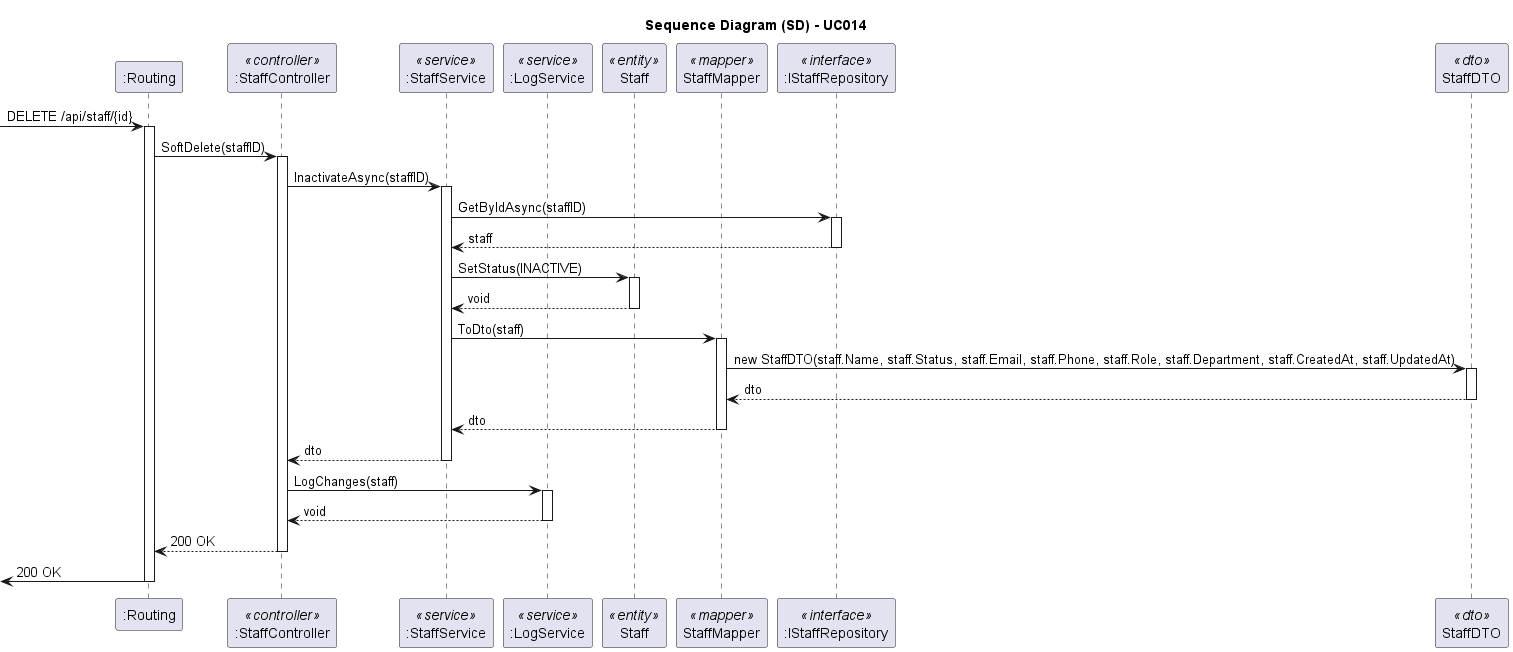 Sequence Diagram (SD) - UC014
:Routing
«controller»
:StaffController
«service»
:StaffService
«service»
:LogService
«entity»
Staff
«mapper»
StaffMapper
«interface»
:IStaffRepository
«dto»
StaffDTO
DELETE /api/staff/{id}
SoftDelete(staffID)
InactivateAsync(staffID)
GetByIdAsync(staffID)
staff
SetStatus(INACTIVE)
void
ToDto(staff)
new StaffDTO(staff.Name, staff.Status, staff.Email, staff.Phone, staff.Role, staff.Department, staff.CreatedAt, staff.UpdatedAt)
dto
dto
dto
LogChanges(staff)
void
200 OK
200 OK
:Routing
«controller»
:StaffController
«service»
:StaffService
«service»
:LogService
«entity»
Staff
«mapper»
StaffMapper
«interface»
:IStaffRepository
«dto»
StaffDTO